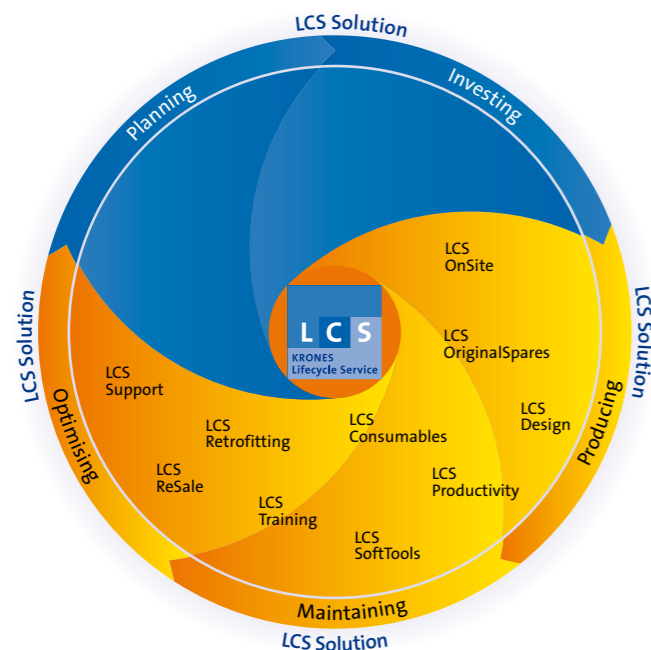 LCS Solution
Planning
Investing
LCS
OnSite
LCS Solution
LCS Solution
L C S
KRONES
Lifecycle Service
LCS
OriginalSpares
LCS
Support
LCS
Design
LCS
Retrofitting
LCS
Consumables
Optimising
Producing
LCS
ReSale
LCS
Productivity
LCS
Training
LCS
SoftTools
Maintaining
LCS Solution